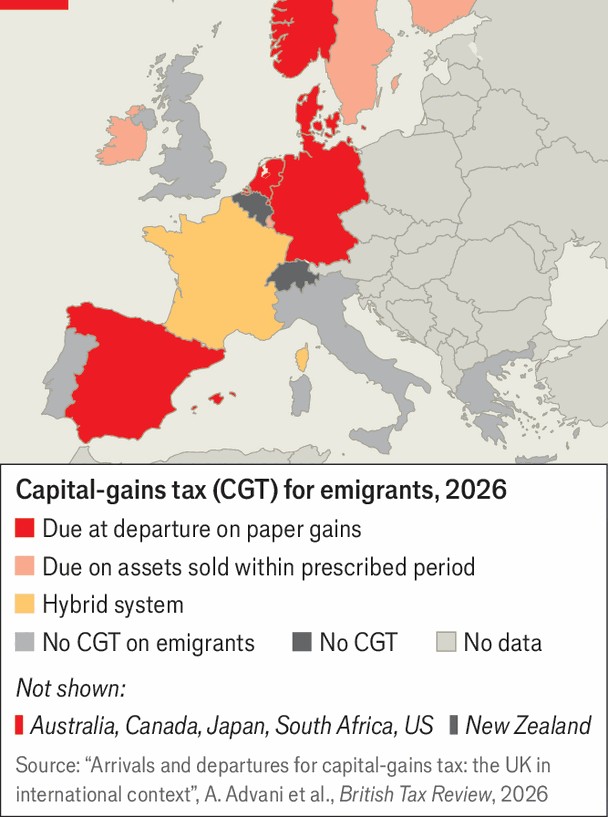 Capital-gains tax (CGT) for emigrants, 2026
Due at departure on paper gains
Due on assets sold within prescribed period
Hybrid system
No CGT on emigrants No CGT No data
Not shown:
Australia, Canada, Japan, South Africa, US New Zealand
Source: “Arrivals and departures for capital-gains tax: the UK in
international context”, A. Advani et al., British Tax Review, 2026